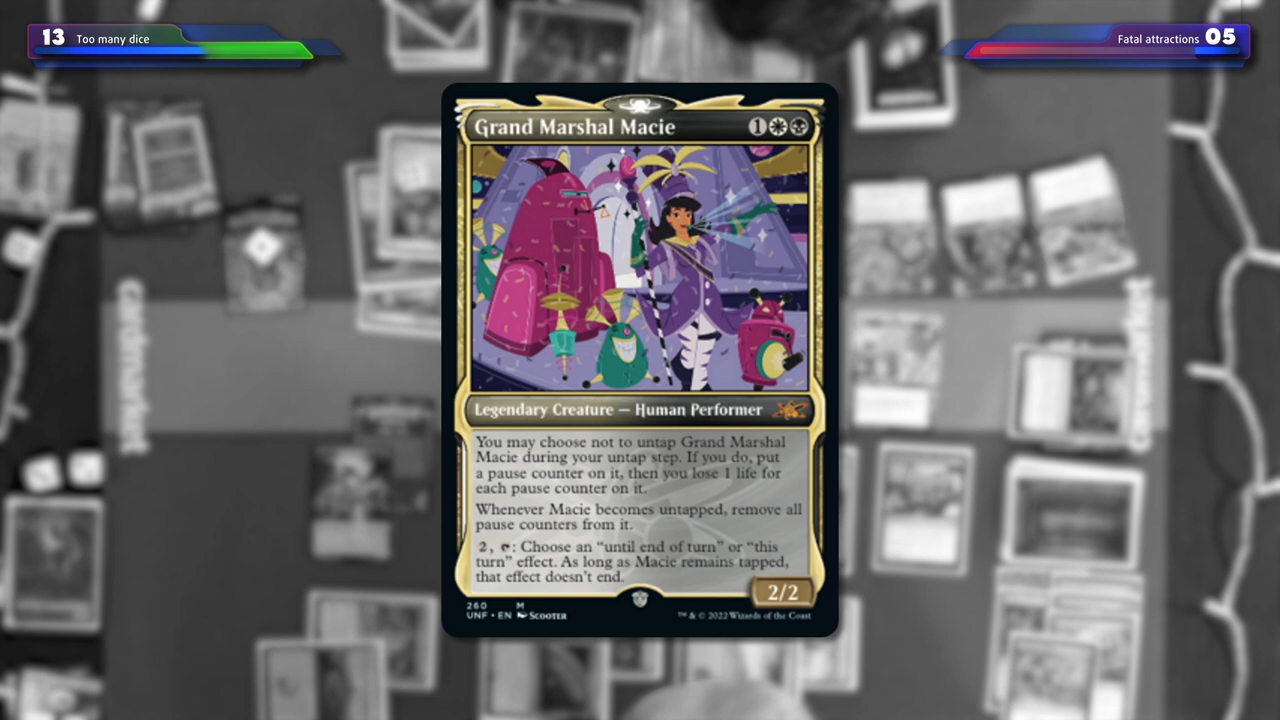 13 Too many dice
Fatal attractions 05
Grand Marshal Macie 1
Legendary Creature — Human Performer
You may choose not to untap Grand Marshal
Macie during your untap step. If you do, put
a pause counter on it, then you lose 1 life for
each pause counter on it.
Whenever Macie becomes untapped, remove all
pause counters from it.
2, : Choose an “until end of turn” or “this
turn” effect. As long as Macie remains tapped,
that effect doesn’t end.
2/2
260 M
UNF • EN SCOOTER
™ & © 2022 Wizards of the Coast